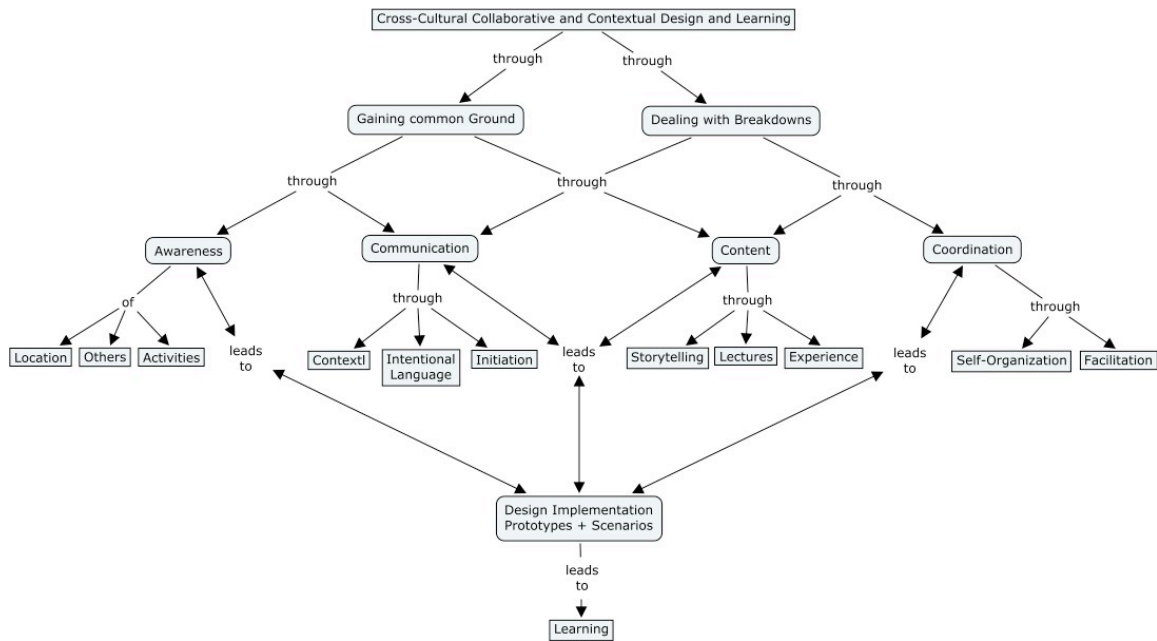 Cross-Cultural Collaborative and Contextual Design and Learning
through
through
Gaining common Ground
Dealing with Breakdowns
through
through
through
Awareness
Communication
Content
Coordination
of
through
through
through
Location
Others
Activities
leads
to
Contextl
Intentional
Language
Initiation
leads
to
Storytelling
Lectures
Experience
leads
to
Self-Organization
Facilitation
Design Implementation
Prototypes + Scenarios
leads
to
Learning